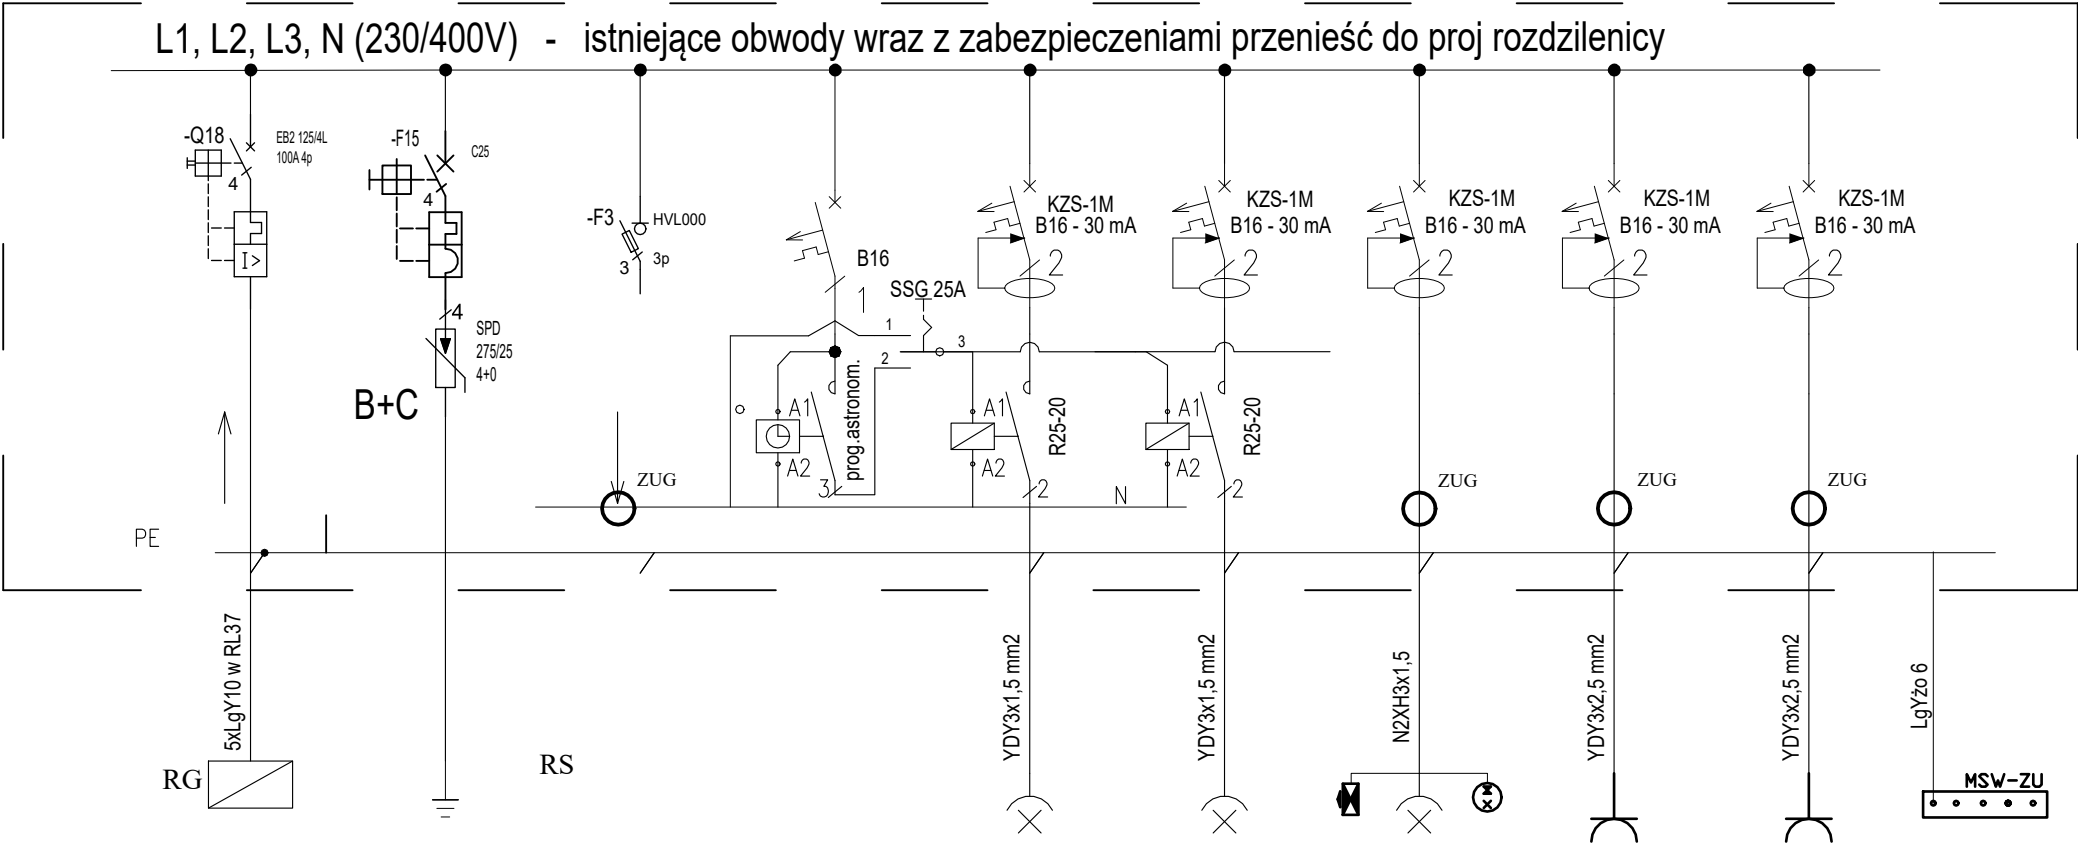 L1, L2, L3, N (230/400V) - istniejące obwody wraz z zabezpieczeniami przenieść do proj rozdzilenicy
-Q18
EB2 125/4L
100A 4p
4
I >
-F15
C25
4
4
SPD
275/25
4+0
B+C
-F3
HVL000
3p
3
B16
1
SSG 25A
1
2
3
KZS-1M
B16 - 30 mA
2
KZS-1M
B16 - 30 mA
2
KZS-1M
B16 - 30 mA
2
KZS-1M
B16 - 30 mA
2
KZS-1M
B16 - 30 mA
2
A1
A2
prog.astronom.
3
A1
A2
R25-20
2
A1
A2
R25-20
2
N
ZUG
ZUG
ZUG
ZUG
PE
5xLgY10 w RL37
YDY3x1,5 mm2
YDY3x1,5 mm2
N2XH3x1,5
YDY3x2,5 mm2
YDY3x2,5 mm2
LgYżo 6
RG
RS
MSW-ZU